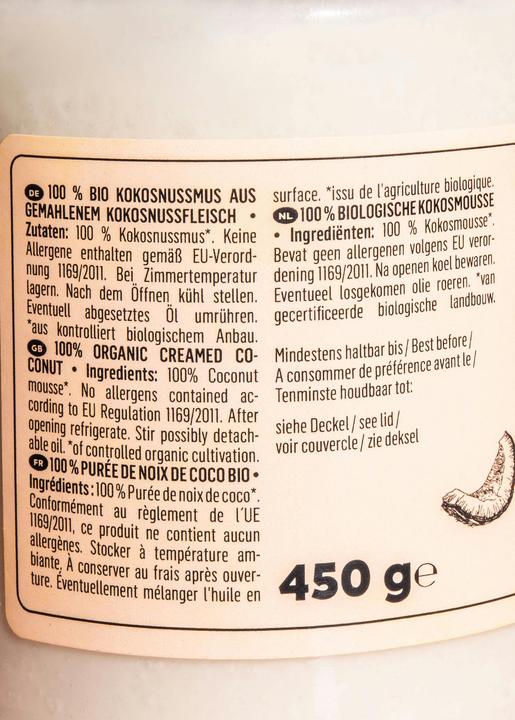 DE 100 % BIO KOKOSNUSSMUS AUS
GEMAHLENEM KOKOSNUSSFLEISCH •
Zutaten: 100 % Kokosnussmus*. Keine
Allergene enthalten gemäß EU-Verord-
nung 1169/2011. Bei Zimmertemperatur
lagern. Nach dem Öffnen kühl stellen.
Eventuell abgesetztes Öl umrühren.
*aus kontrolliert biologischem Anbau.
GB 100% ORGANIC CREAMED CO-
CONUT • Ingredients: 100% Coconut
mousse*. No allergens contained ac-
cording to EU Regulation 1169/2011. After
opening refrigerate. Stir possibly detach-
able oil. *of controlled organic cultivation.
FR 100 % PURÉE DE NOIX DE COCO BIO •
Ingrédients : 100 % Purée de noix de coco*.
Conformément au règlement de l´UE
1169/2011, ce produit ne contient aucun
allergènes. Stocker à température am-
biante. À conserver au frais après ouver-
ture. Éventuellement mélanger l'huile en
surface. *issu de l'agriculture biologique.
NL 100 % BIOLOGISCHE KOKOSMOUSSE
• Ingrediënten: 100 % Kokosmousse*.
Bevat geen allergenen volgens EU veror-
dening 1169/2011. Na openen koel bewaren.
Eventueel losgekomen olie roeren. *van
gecertificeerde biologische landbouw.
Mindestens haltbar bis / Best before /
A consommer de préférence avant le /
Tenminste houdbaar tot:
siehe Deckel / see lid /
voir couvercle / zie deksel
450 g e